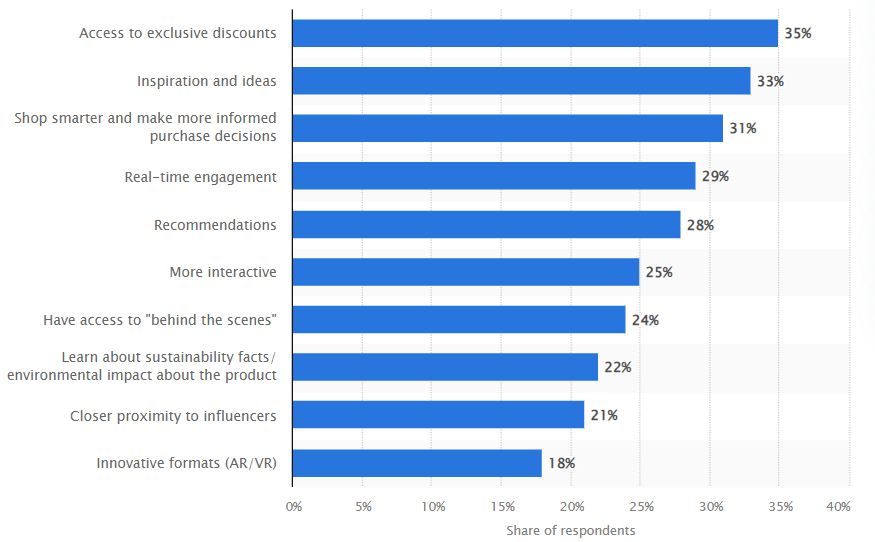 Access to exclusive discounts
35%
Inspiration and ideas
33%
Shop smarter and make more informed
purchase decisions
31%
Real-time engagement
29%
Recommendations
28%
More interactive
25%
Have access to "behind the scenes"
24%
Learn about sustainability facts/
environmental impact about the product
22%
Closer proximity to influencers
21%
Innovative formats (AR/VR)
18%
0% 5% 10% 15% 20% 25% 30% 35% 40%
Share of respondents